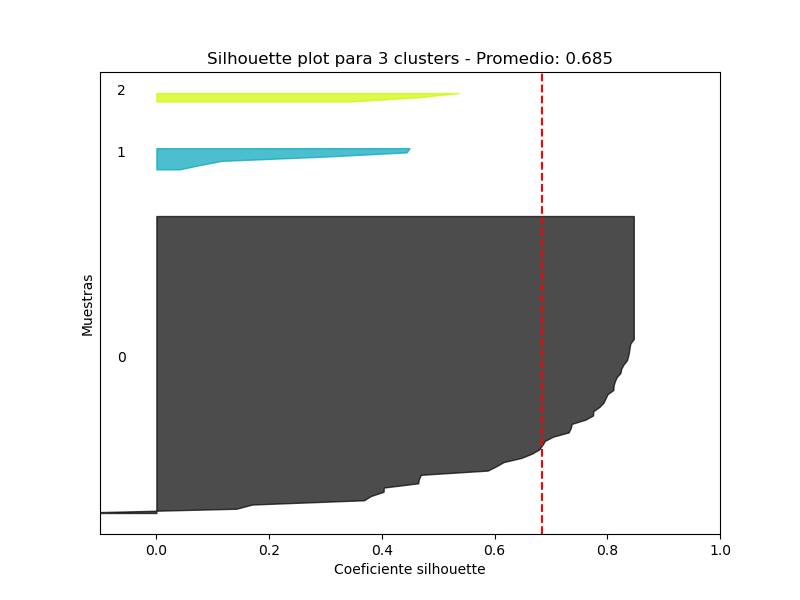 Silhouette plot para 3 clusters - Promedio: 0.685
2
1
0
Muestras
0.0 0.2 0.4 0.6 0.8 1.0
Coeficiente silhouette